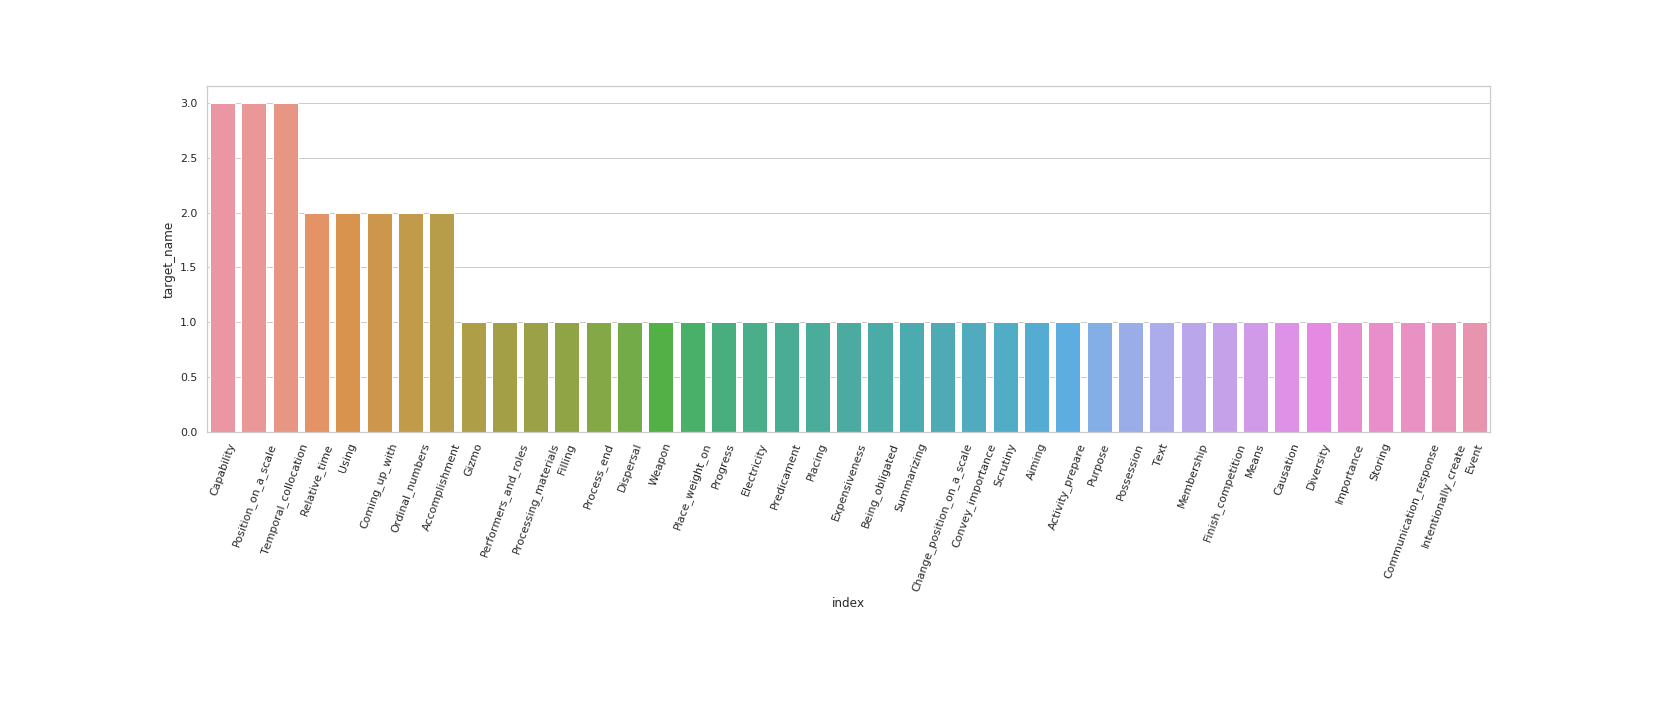 3.0
2.5
2.0
1.5
1.0
0.5
0.0
target_name
Capability
Position_on_a_scale
Temporal_collocation
Relative_time
Using
Coming_up_with
Ordinal_numbers
Accomplishment
Gizmo
Performers_and_roles
Processing_materials
Filling
Process_end
Dispersal
Weapon
Place_weight_on
Progress
Electricity
Predicament
Placing
Expensiveness
Being_obligated
Summarizing
Change_position_on_a_scale
Convey_importance
Scrutiny
Aiming
Activity_prepare
Purpose
Possession
Text
Membership
Finish_competition
Means
Causation
Diversity
Importance
Storing
Communication_response
Intentionally_create
Event
index